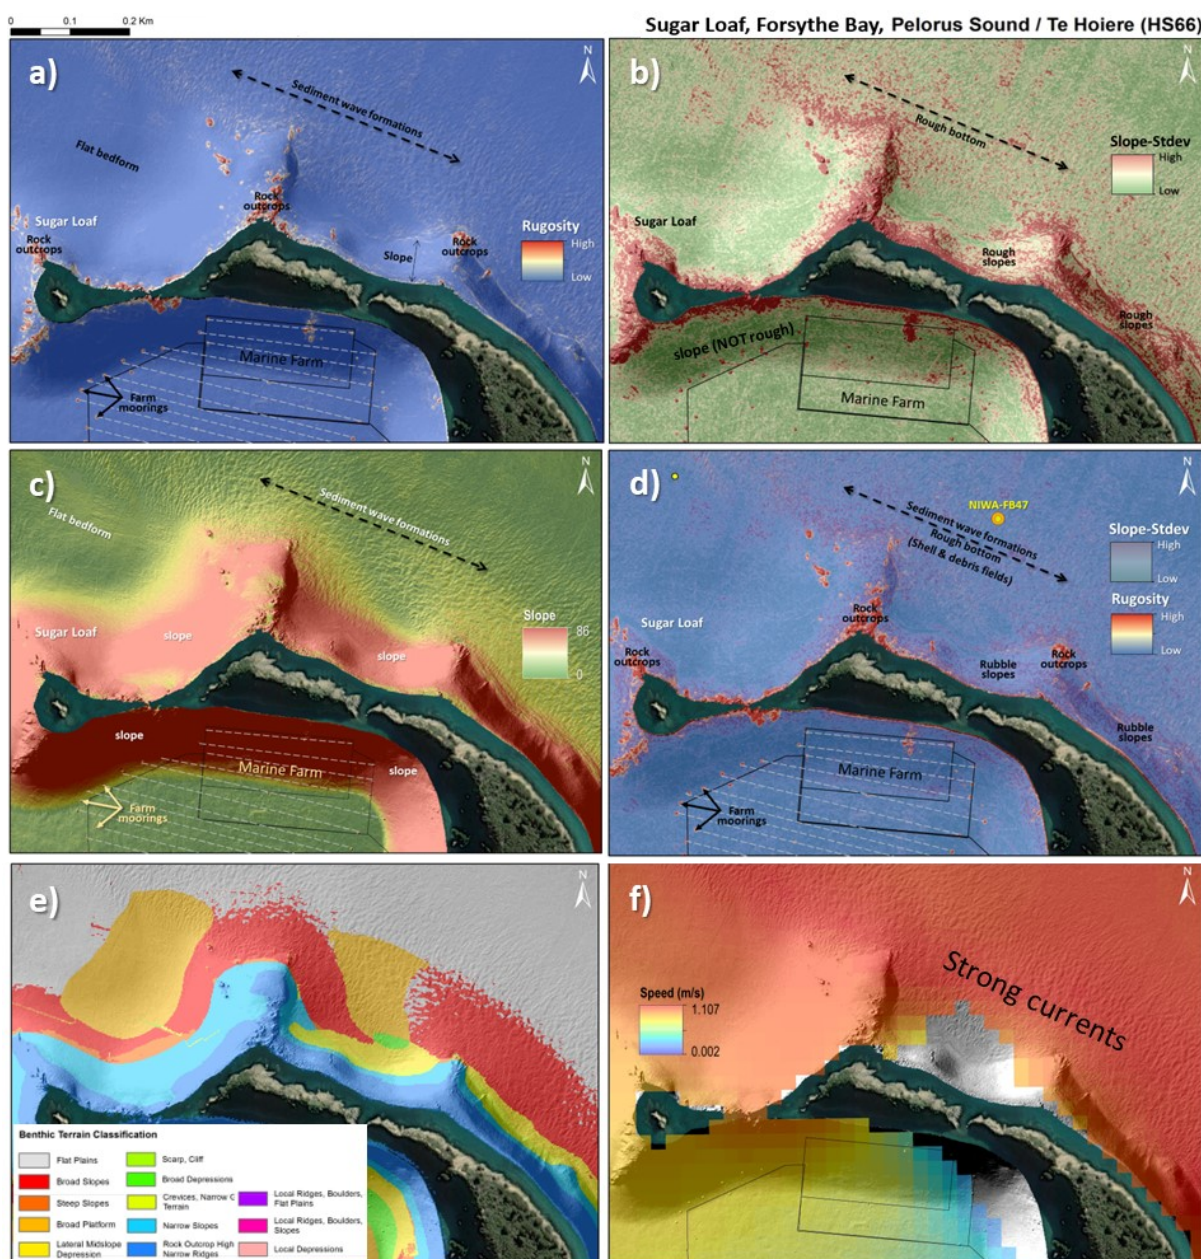 0 0.1 0.2 Km
Sugar Loaf, Forsythe Bay, Pelorus Sound / Te Hoiere (HS66)
a)
N
Sediment wave formations
Flat bedform
Rock
outcrops
Sugar Loaf
Rock
outcrops
Slope
Rock
outcrops
Rugosity
High
Low
Marine Farm
Farm
moorings
b)
N
Rough bottom
Slope-Stdev
High
Low
Sugar Loaf
Rough
slopes
Rough
slopes
slope (NOT rough)
Marine Farm
c)
N
Sediment wave formations
Flat bedform
Slope
86
0
Sugar Loaf
slope
slope
slope
slope
Marine Farm
Farm
moorings
d)
N
NIWA-FB47
Sediment wave formations
Rough bottom
(Shell & debris fields)
Slope-Stdev
High
Low
Rugosity
High
Low
Sugar Loaf
Rock
outcrops
Rock
outcrops
Rubble
slopes
Rock
outcrops
Rubble
slopes
Marine Farm
Farm
moorings
e)
N
Benthic Terrain Classification
Flat Plains
Broad Slopes
Steep Slopes
Broad Platform
Lateral Midslope
Depression
Scarp, Cliff
Broad Depressions
Crevices, Narrow G
Terrain
Narrow Slopes
Rock Outcrop High
Narrow Ridges
Local Ridges, Boulders,
Flat Plains
Local Ridges, Boulders,
Slopes
Local Depressions
f)
N
Strong currents
Speed (m/s)
1.107
0.002